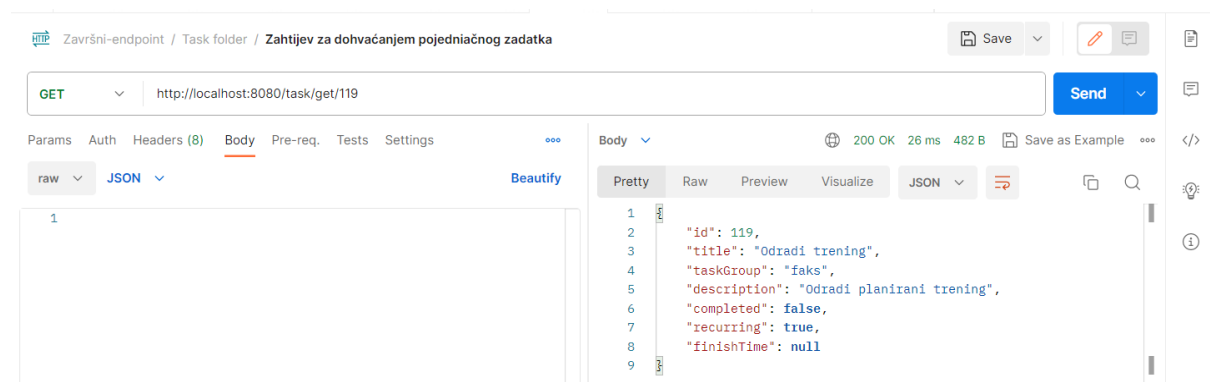 HTTP Završni-endpoint / Task folder / Zahtijev za dohvaćanjem pojedniačnog zadatka
Save
GET http://localhost:8080/task/get/119
Send
Params Auth Headers (8) Body Pre-req. Tests Settings
raw JSON Beautify
1
Body 200 OK 26 ms 482 B Save as Example
Pretty Raw Preview Visualize JSON
1 {
2 "id": 119,
3 "title": "Odradi trening",
4 "taskGroup": "faks",
5 "description": "Odradi planirani trening",
6 "completed": false,
7 "recurring": true,
8 "finishTime": null
9 }